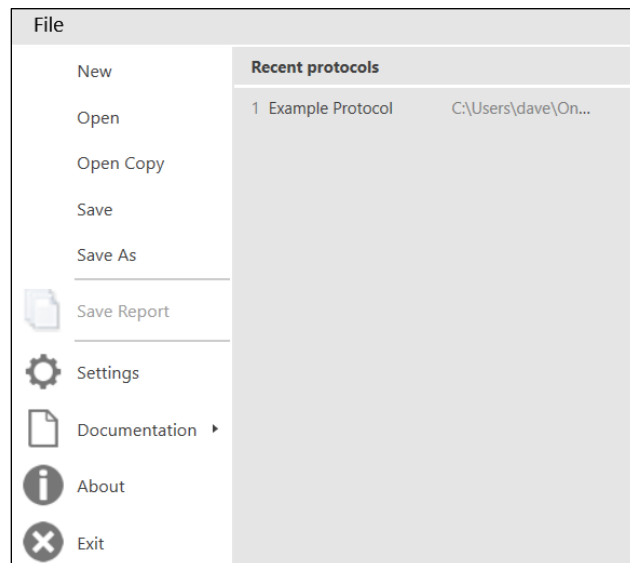 File
New
Open
Open Copy
Save
Save As
Save Report
Settings
Documentation
About
Exit
Recent protocols
1 Example Protocol C:\Users\dave\On...